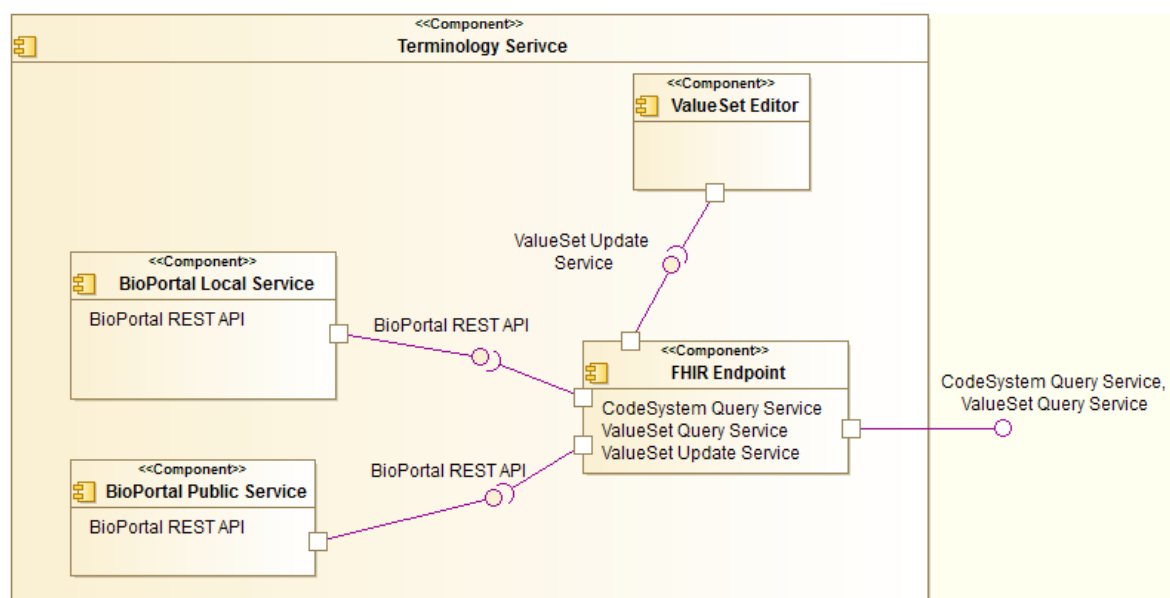 <<Component>>
Terminology Serivce
<<Component>>
ValueSet Editor
ValueSet Update
Service
<<Component>>
BioPortal Local Service
BioPortal REST API
BioPortal REST API
<<Component>>
FHIR Endpoint
CodeSystem Query Service
ValueSet Query Service
ValueSet Update Service
CodeSystem Query Service,
ValueSet Query Service
BioPortal REST API
<<Component>>
BioPortal Public Service
BioPortal REST API